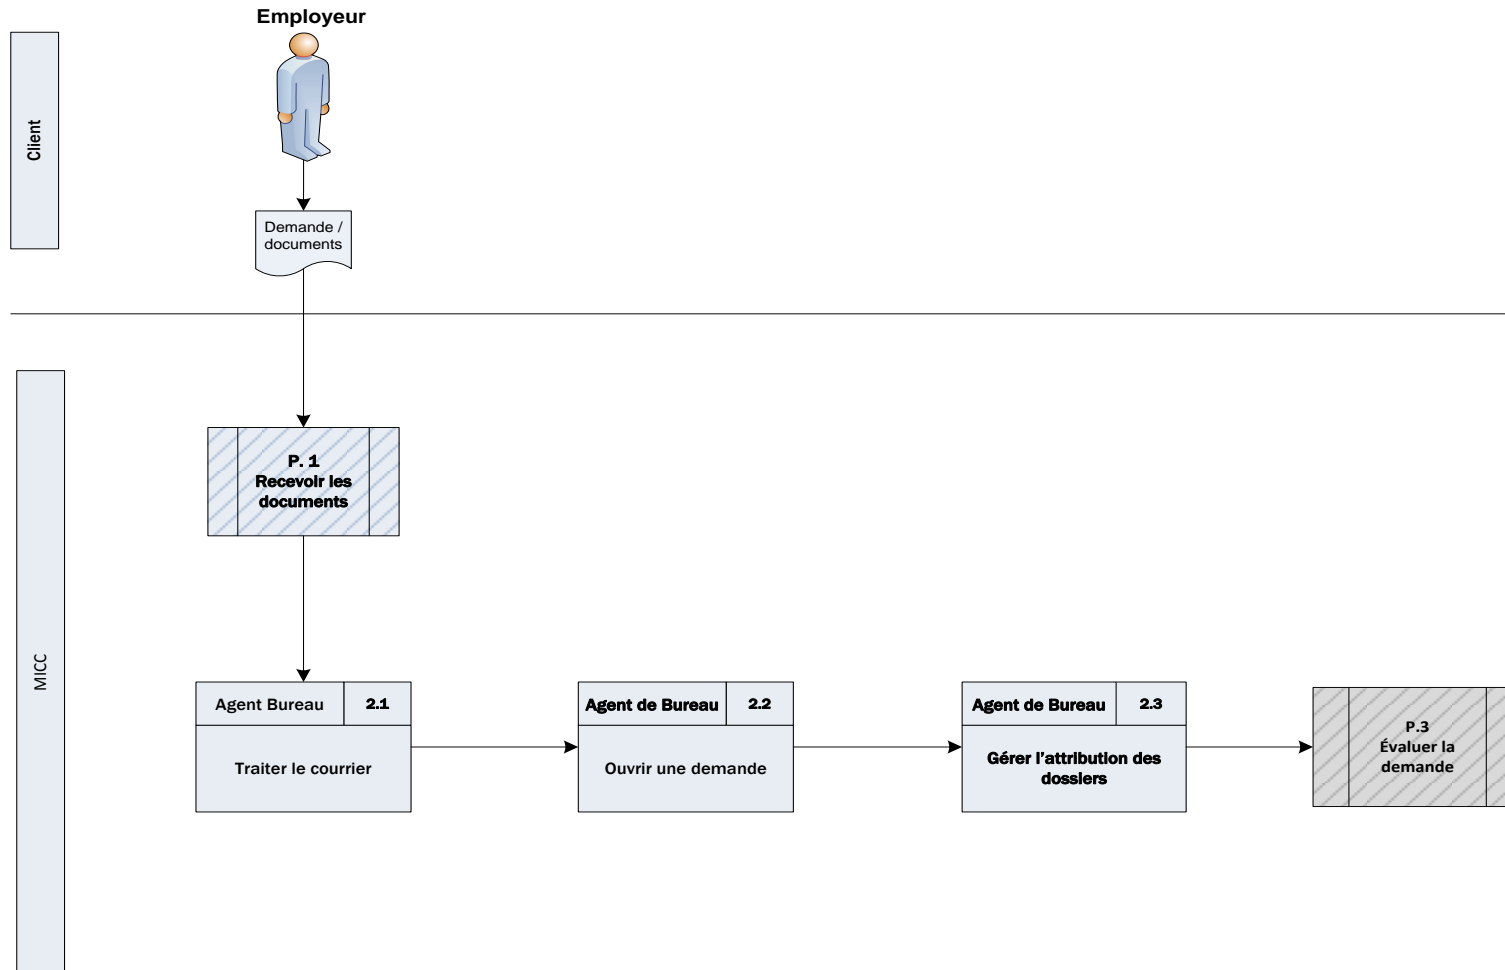 Employeur
Client
Demande /
documents
MICC
P. 1
Recevoir les
documents
Agent Bureau
2.1
Traiter le courrier
Agent de Bureau
2.2
Ouvrir une demande
Agent de Bureau
2.3
Gérer l'attribution des
dossiers
P.3
Évaluer la
demande